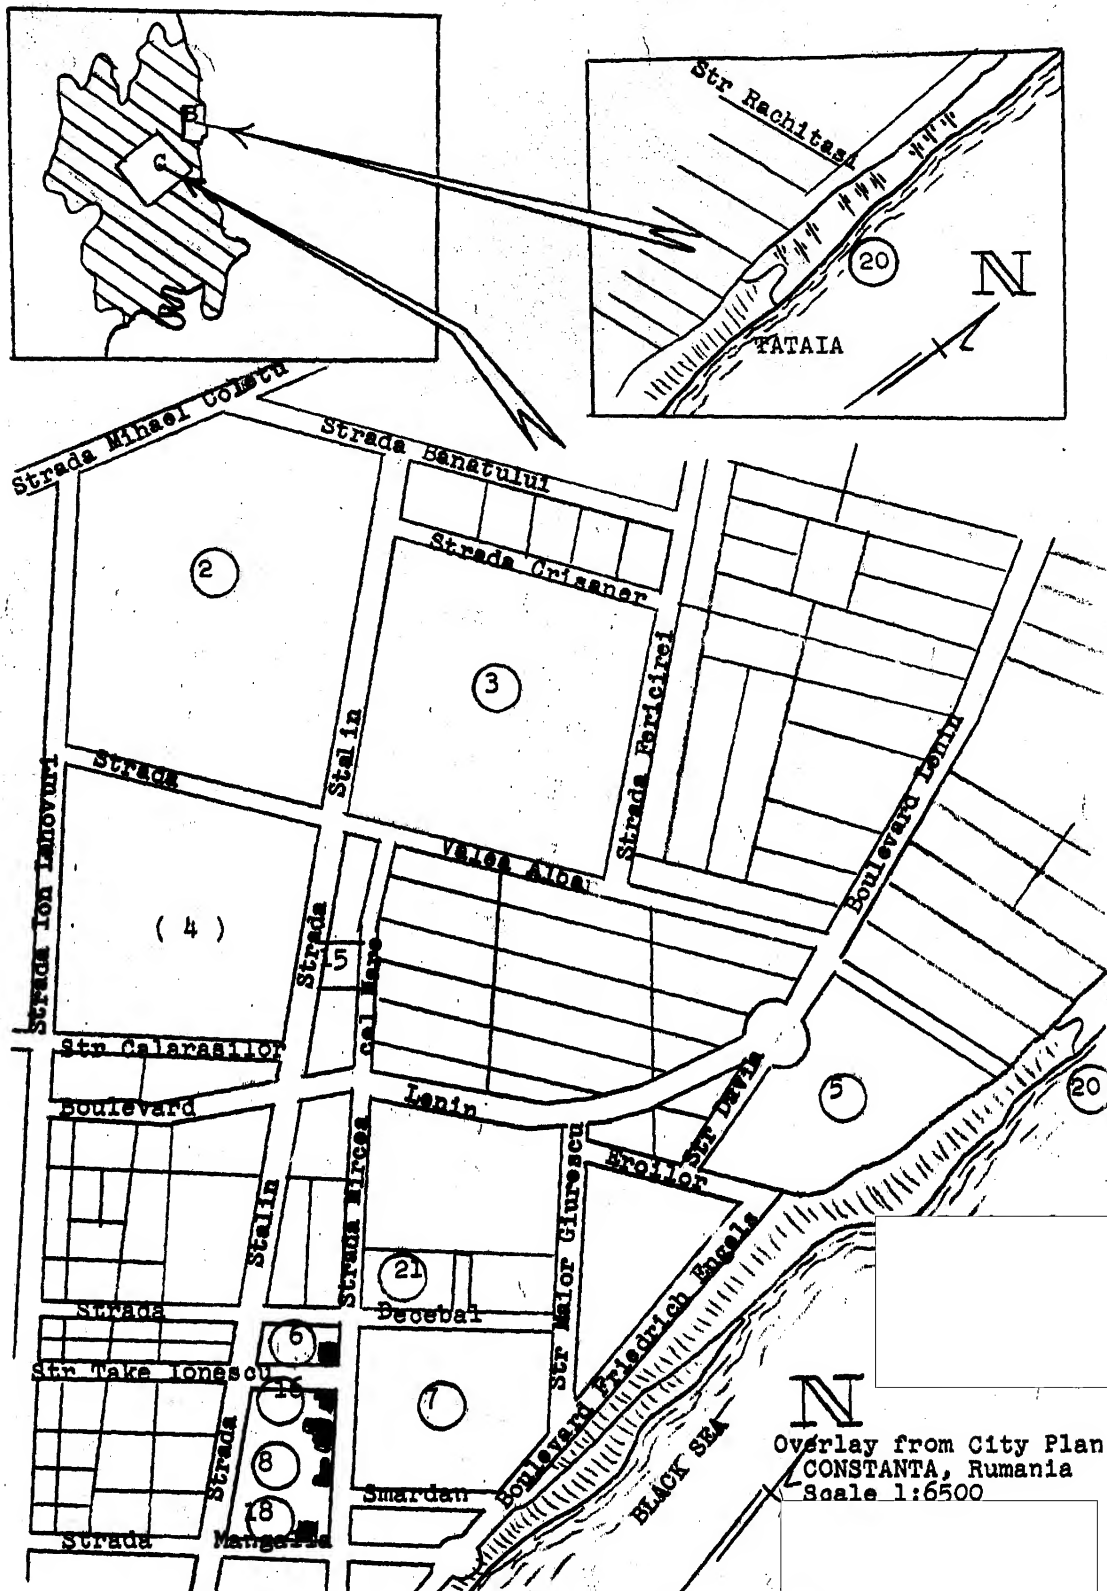 B
C
Str Rachitasi
20
N
TATAIA
Strada Mihael Colstu
Strada Banatului
2
Strada Crisaner
3
Strada Fericirei
Stalin
Strada
Strada Ion Lahovuri
Valea Alba
Boulevard Lenin
( 4 )
Strada
15
cel Mare
Str Calarasilor
Boulevard
Lenin
Str Davila
5
20
Eroilor
Stalin
Strada Mircea
Str Maior Giurescu
21
Strada
Decebal
6
Boulevard Friedrich Engels
Str Take Ionescu
16
7
Strada
8
N
BLACK SEA
Overlay from City Plan
CONSTANTA, Rumania
Scale 1:6500
Smardan
18
Strada
Mangalia